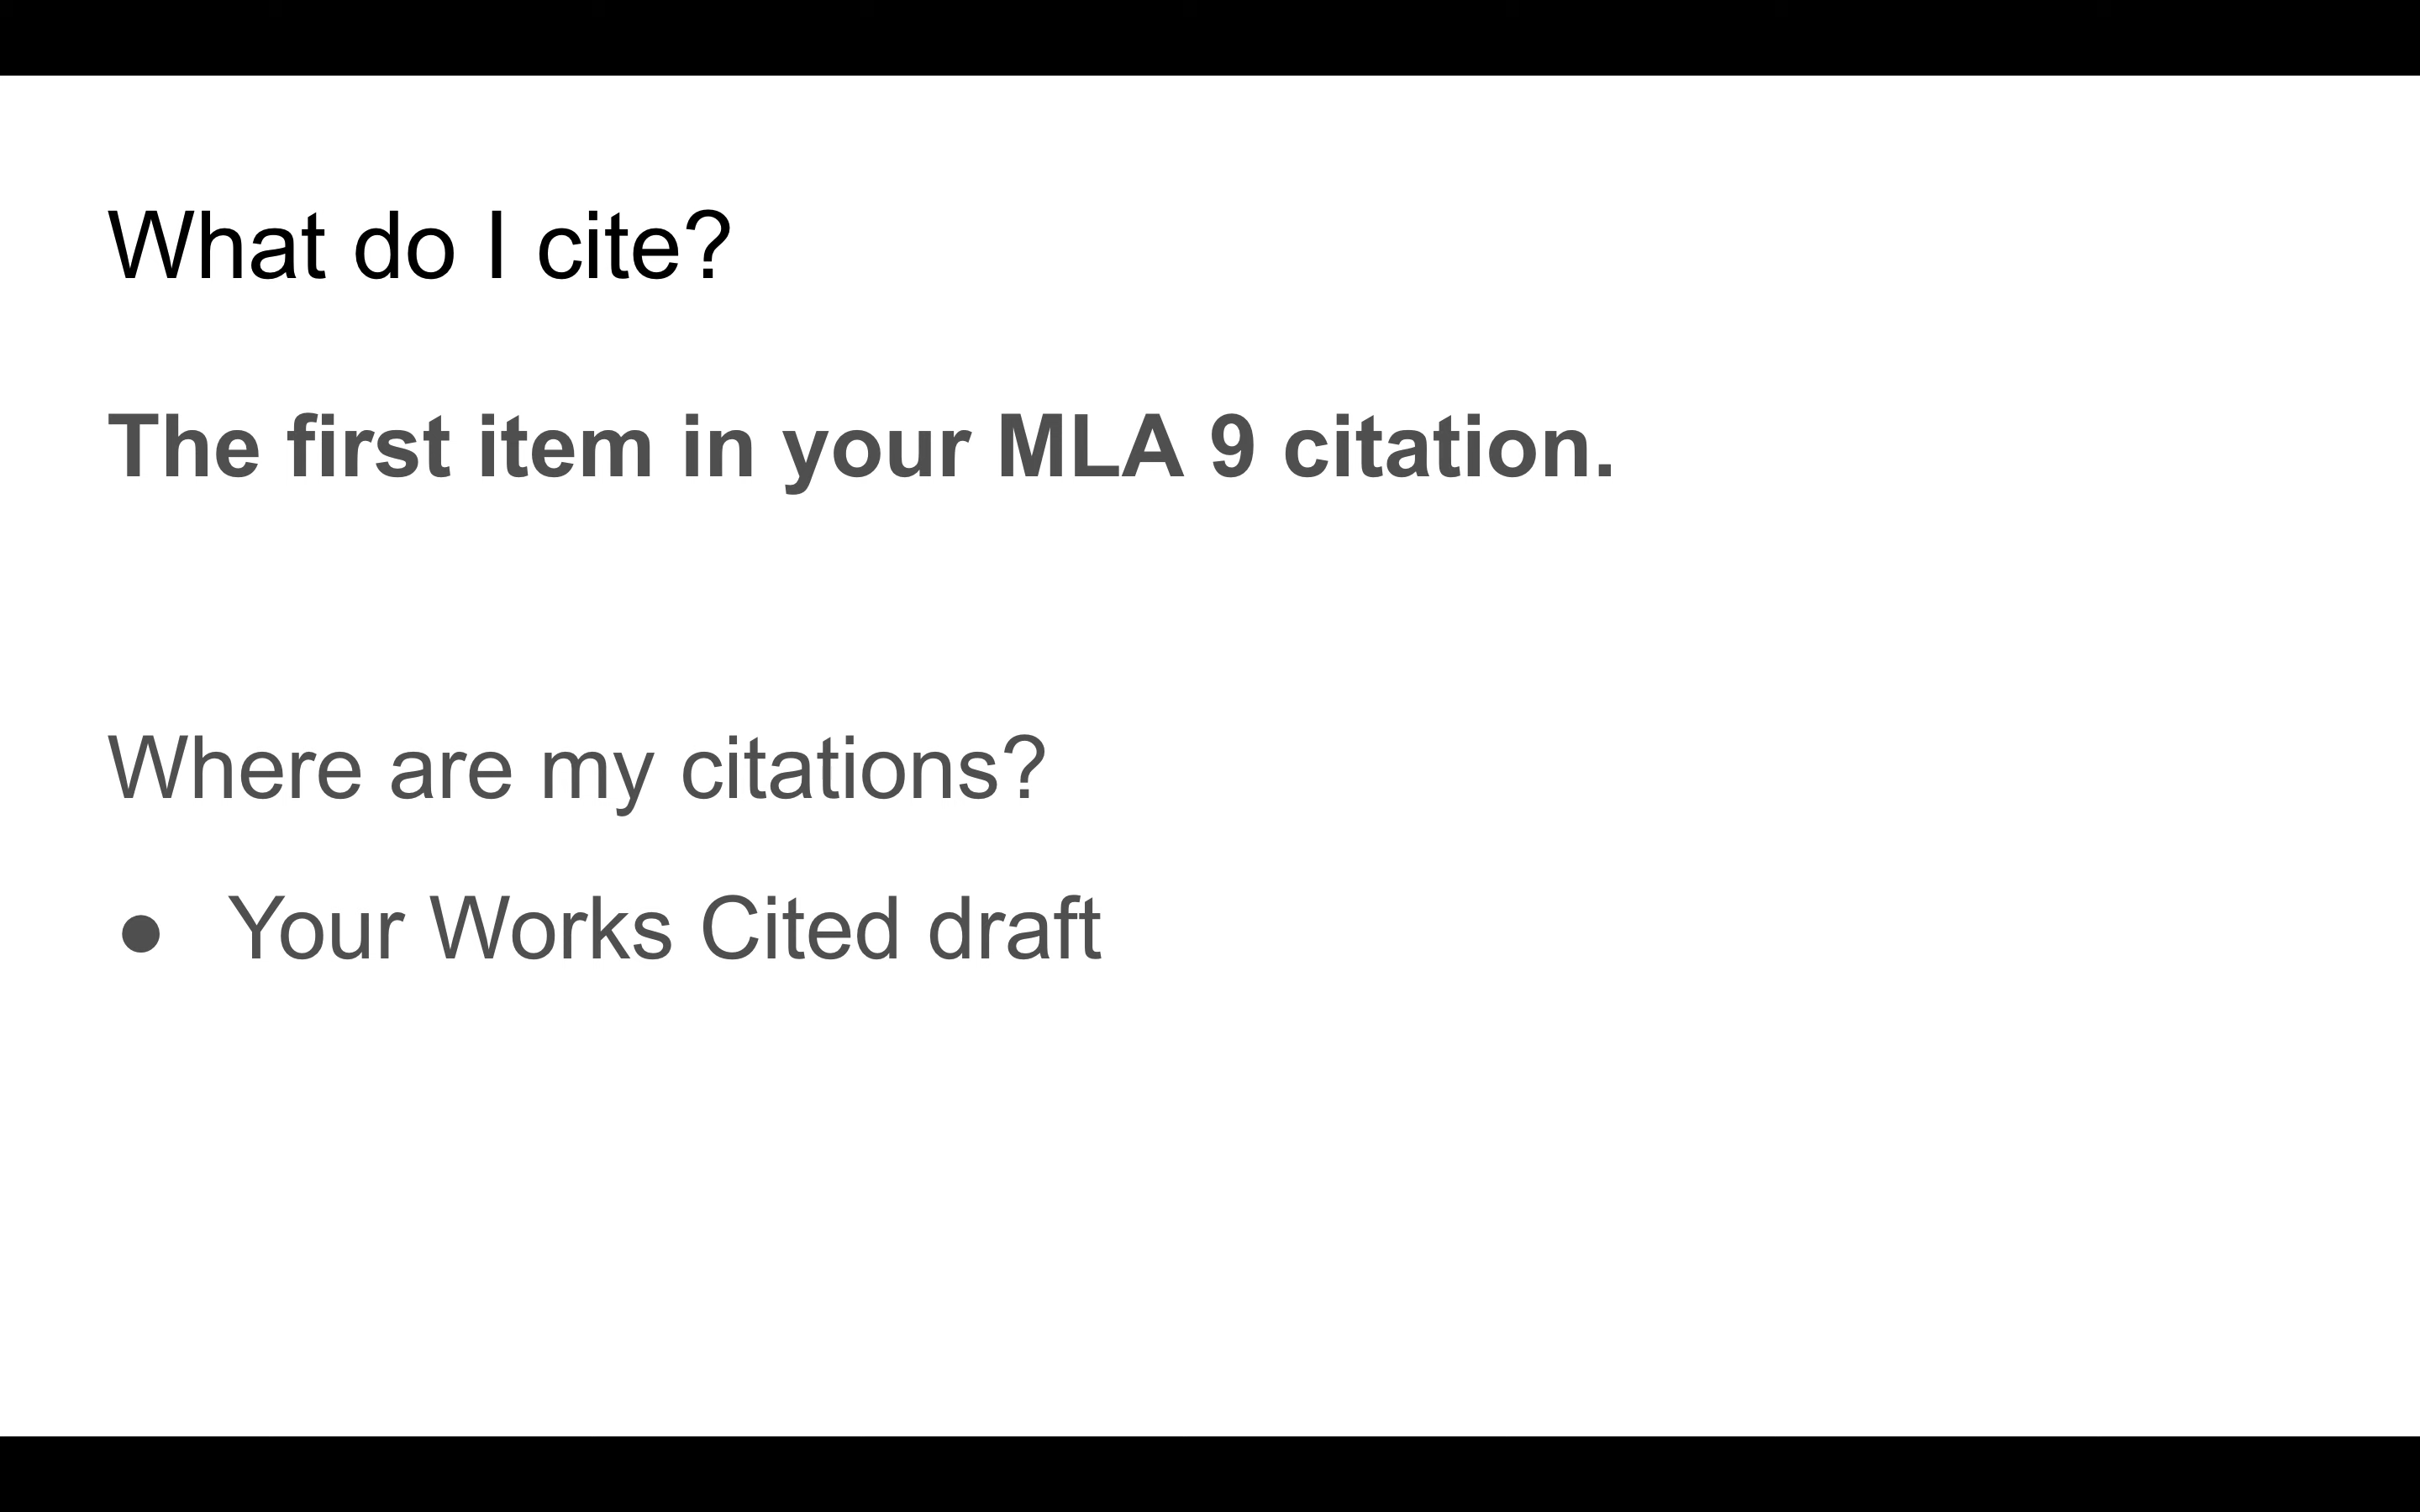 What do I cite?
The first item in your MLA 9 citation.
Where are my citations?
● Your Works Cited draft